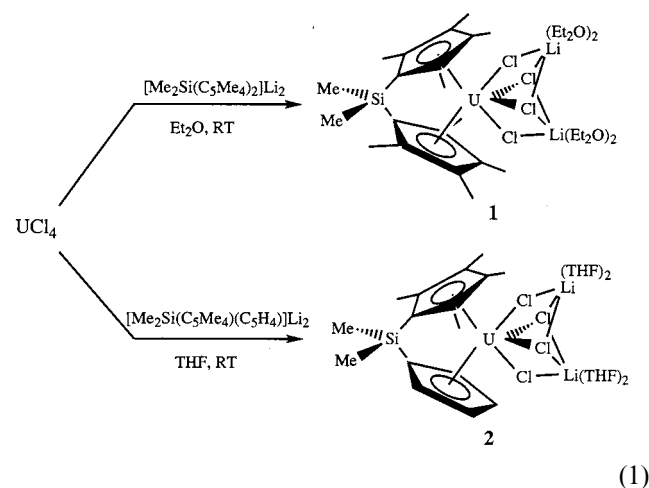 (Et₂O)₂
Li
Cl
[Me₂Si(C₅Me₄)₂]Li₂
Cl
Me
Si
U
Et₂O, RT
Me
Cl
Cl
Li(Et₂O)₂
1
UCl₄
(THF)₂
Li
Cl
[Me₂Si(C₅Me₄)(C₅H₄)]Li₂
Cl
Me
Si
U
THF, RT
Cl
Me
Cl
Li(THF)₂
2
(1)